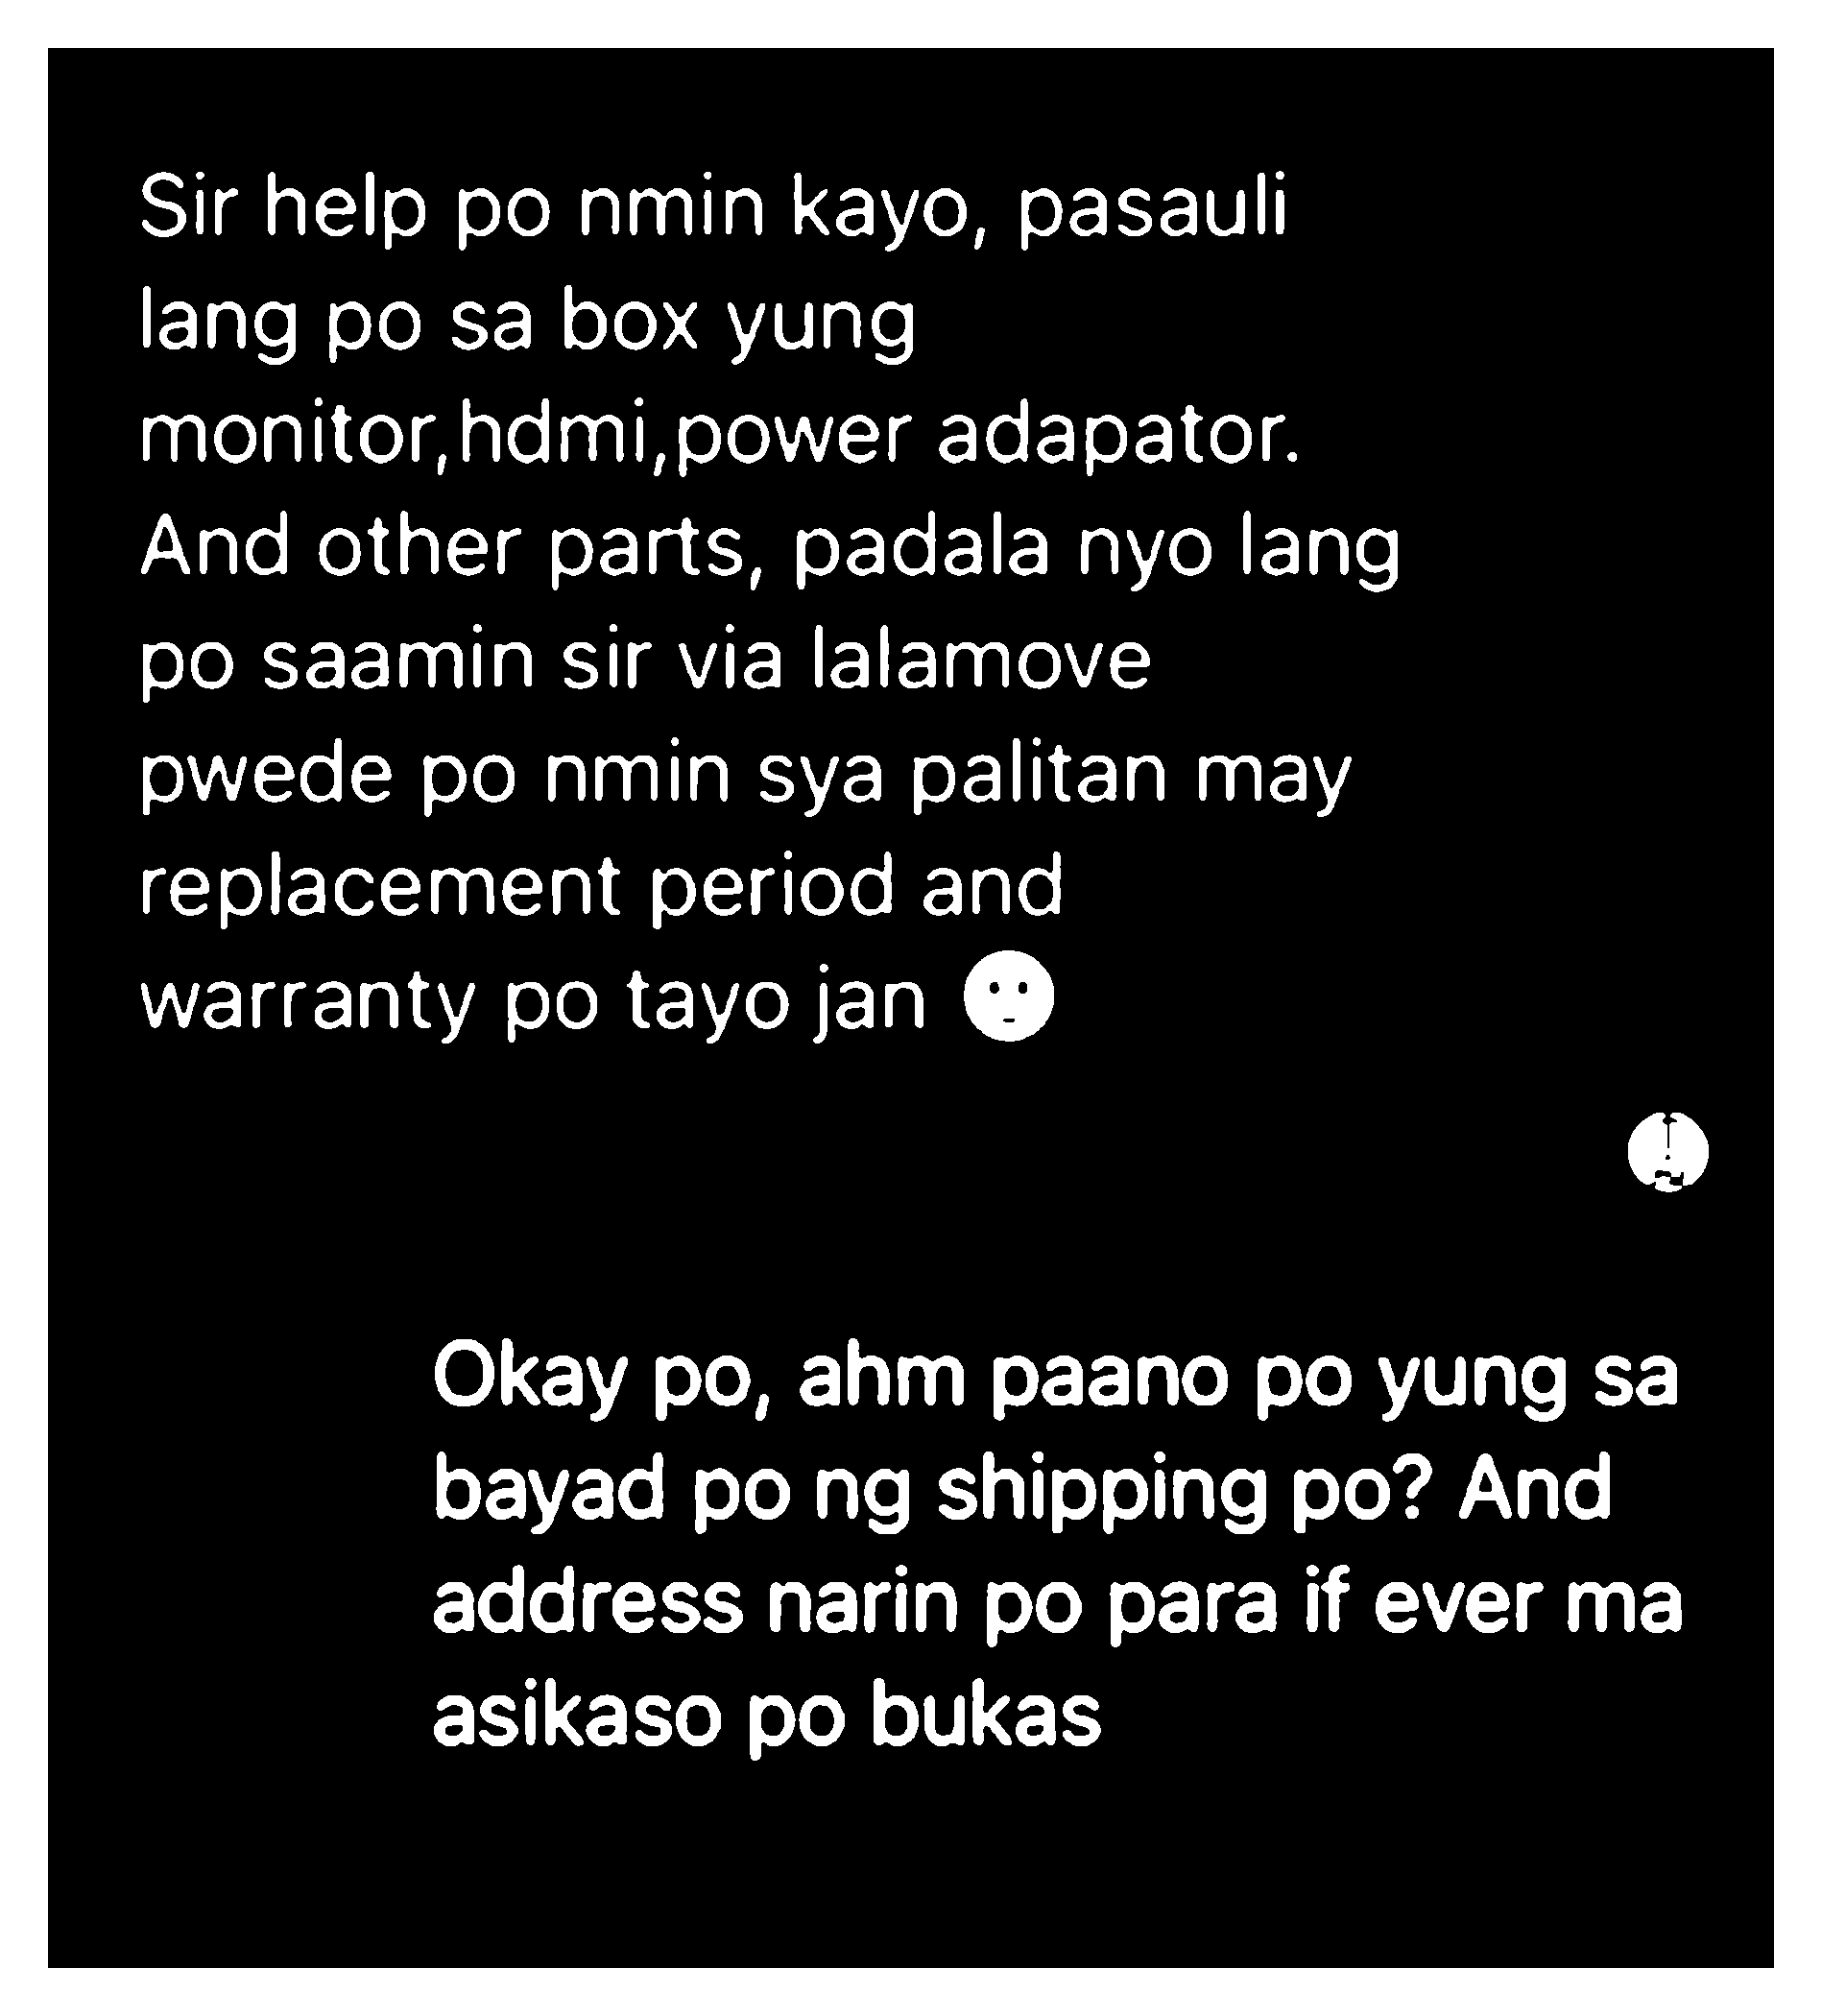 Sir help po nmin kayo, pasauli
lang po sa box yung
monitor,hdmi,power adapator.
And other parts, padala nyo lang
po saamin sir via lalamove
pwede po nmin sya palitan may
replacement period and
warranty po tayo jan 🙂
Okay po, ahm paano po yung sa
bayad po ng shipping po? And
address narin po para if ever ma
asikaso po bukas